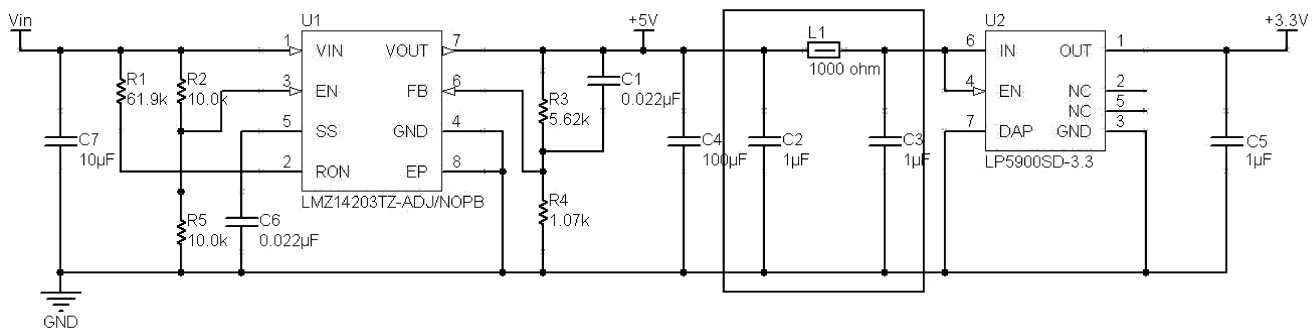 Vin
U1
1 VIN VOUT 7
+5V
L1
1000 ohm
U2
6 IN OUT 1
+3.3V
R1
61.9k
R2
10.0k
3 EN FB 6
R3
5.62k
C1
0.022µF
4 EN NC 2
NC 5
C7
10µF
5 SS GND 4
C4
100µF
C2
1µF
C3
1µF
7 DAP GND 3
LP5900SD-3.3
C5
1µF
2 RON EP 8
LMZ14203TZ-ADJ/NOPB
R5
10.0k
C6
0.022µF
R4
1.07k
GND